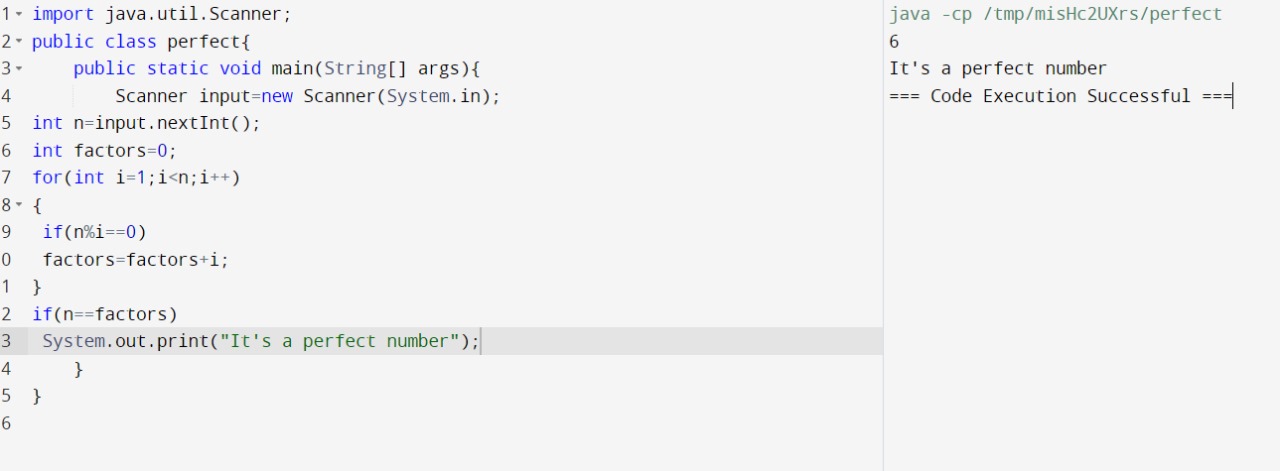 1 import java.util.Scanner;
2 public class perfect{
3 public static void main(String[] args){
4 Scanner input=new Scanner(System.in);
5 int n=input.nextInt();
6 int factors=0;
7 for(int i=1;i<n;i++)
8 {
9 if(n%i==0)
0 factors=factors+i;
1 }
2 if(n==factors)
3 System.out.print("It's a perfect number");
4 }
5 }
6
java -cp /tmp/misHc2UXrs/perfect
6
It's a perfect number
=== Code Execution Successful ===